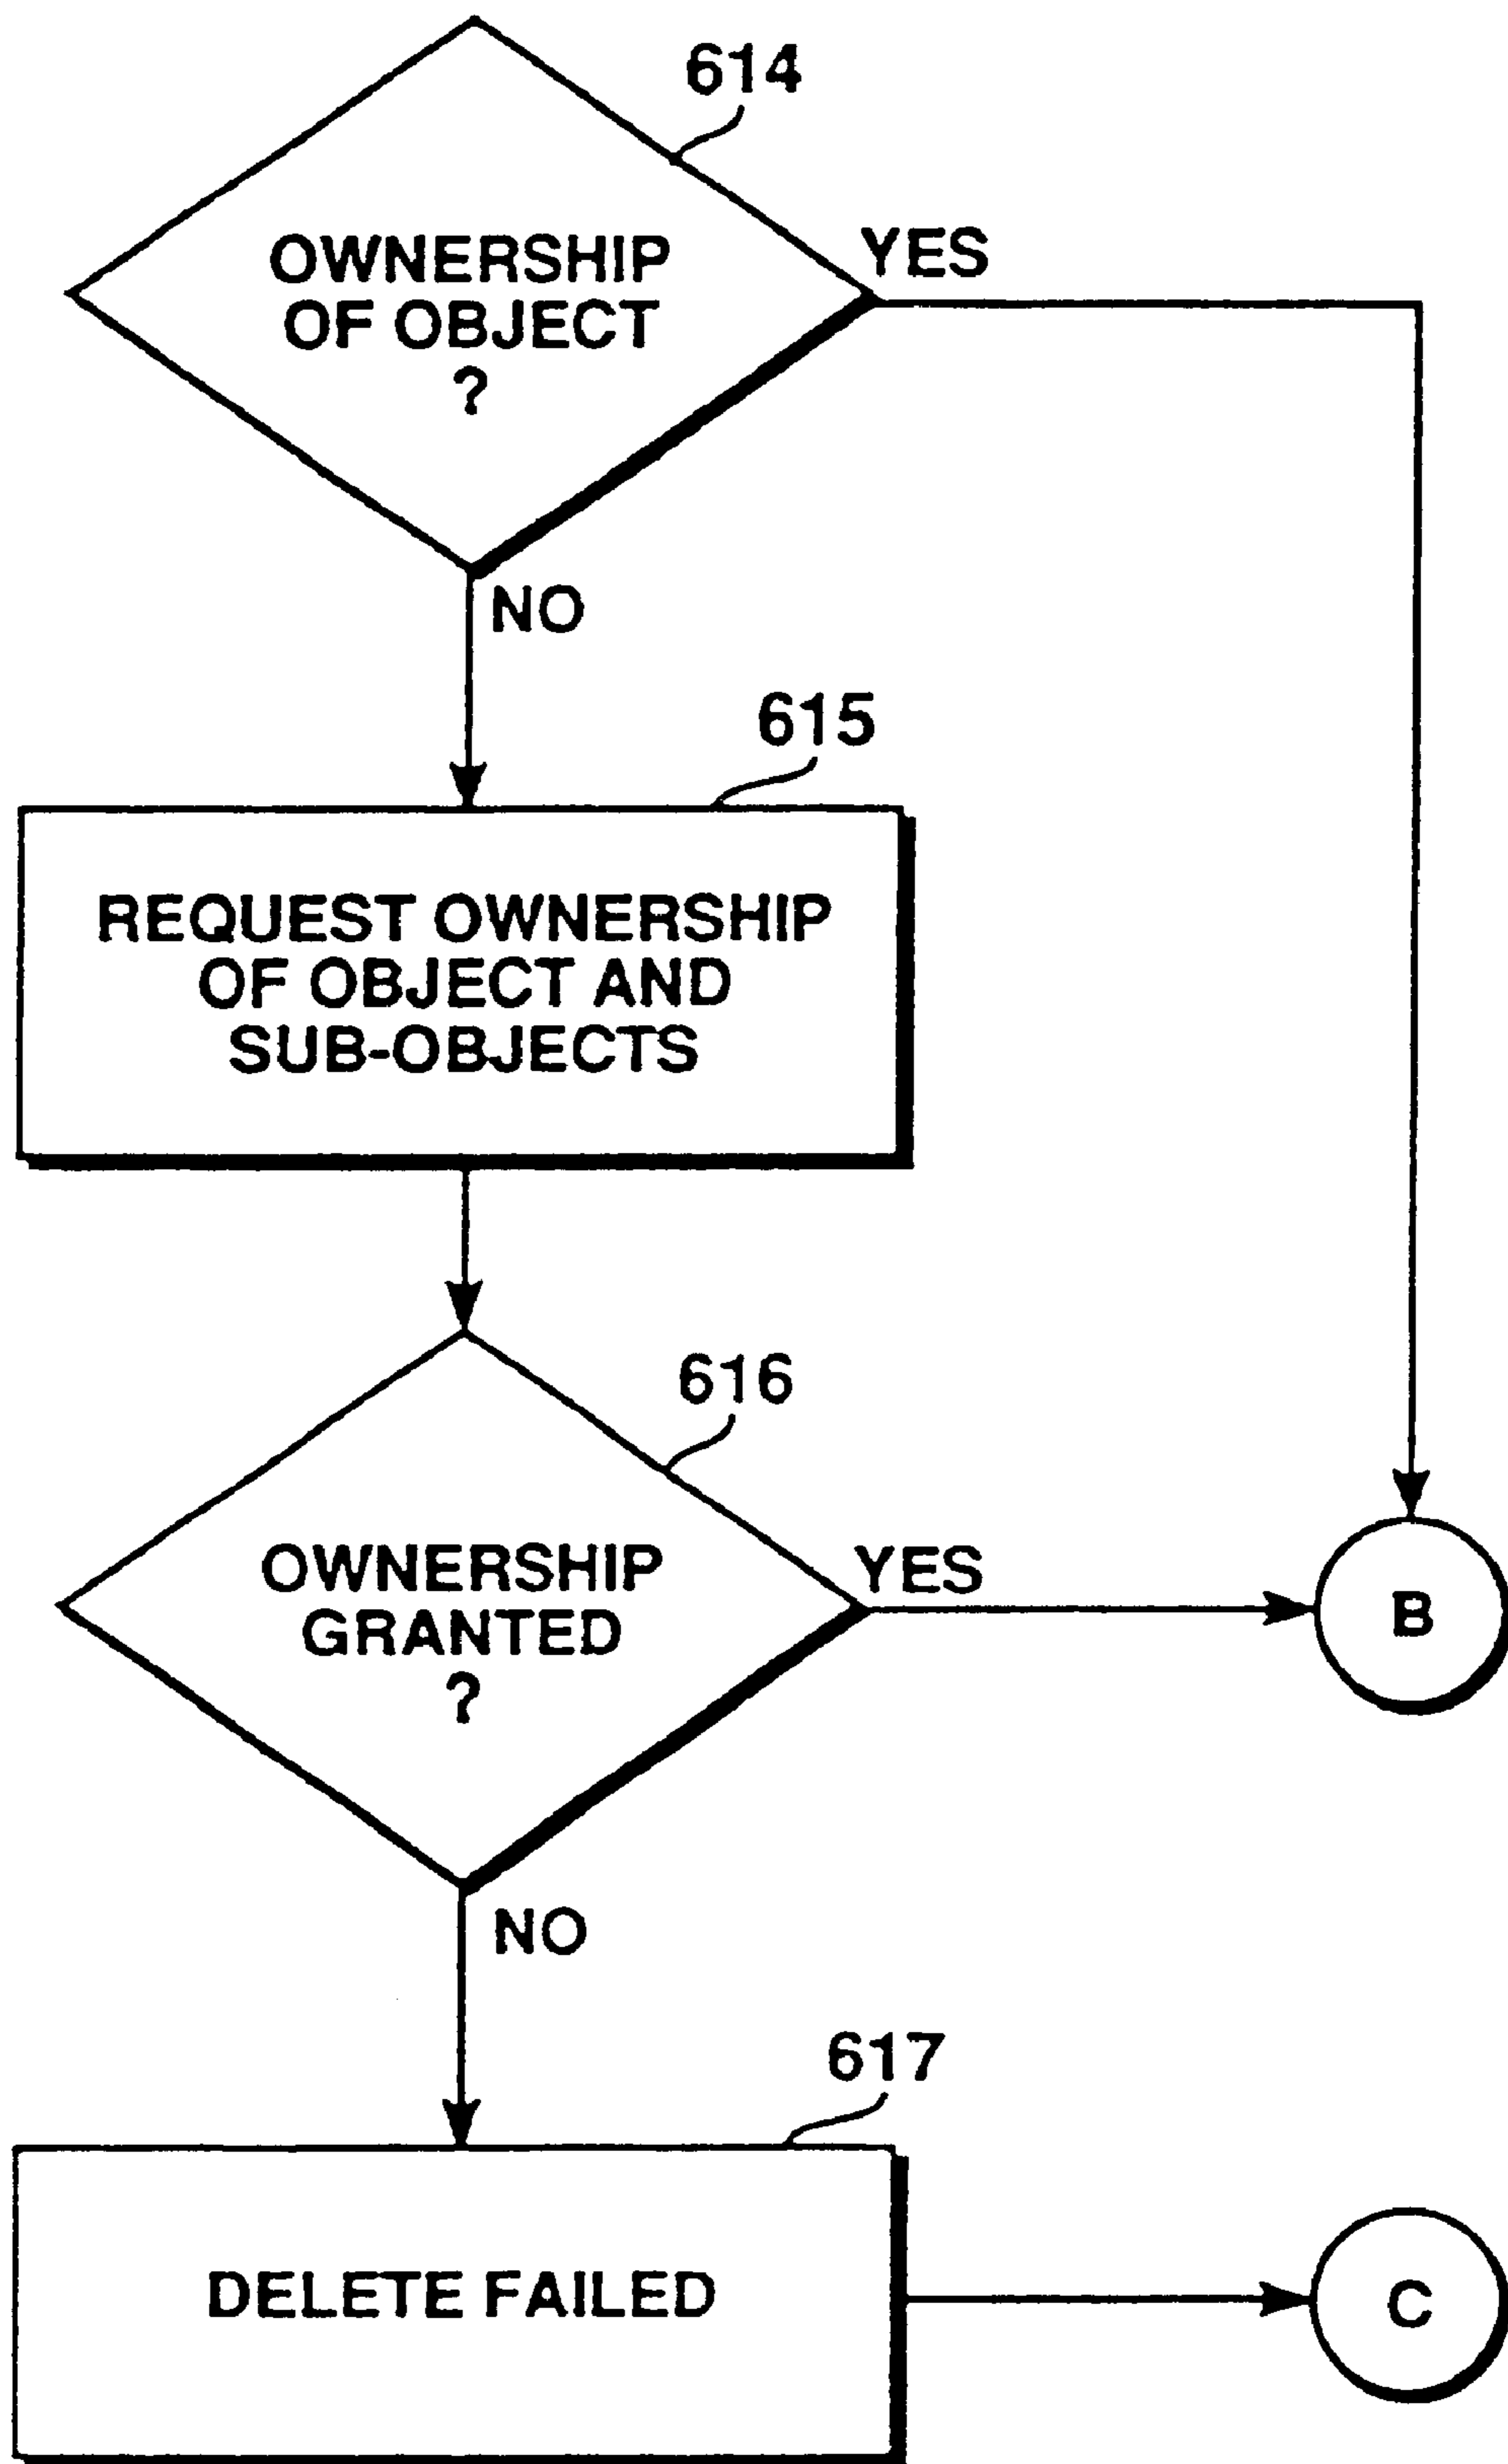 614
OWNERSHIP
OF OBJECT
?
YES
NO
615
REQUEST OWNERSHIP
OF OBJECT AND
SUB-OBJECTS
616
OWNERSHIP
GRANTED
?
YES
B
NO
617
DELETE FAILED
C